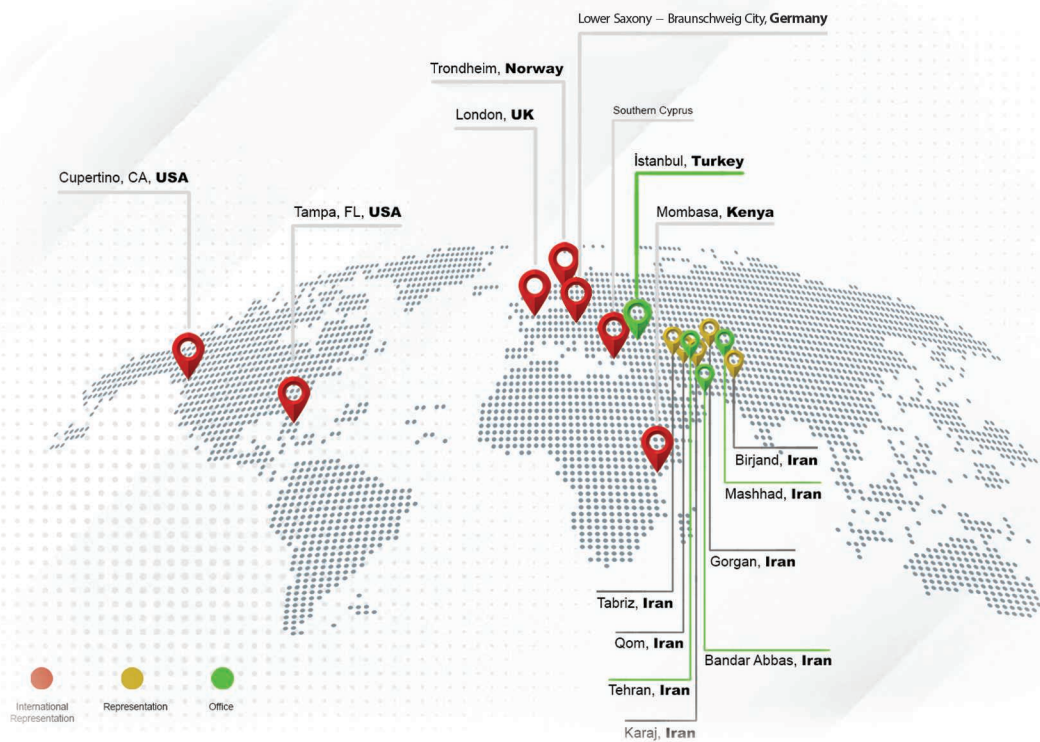 Lower Saxony – Braunschweig City, Germany
Trondheim, Norway
London, UK
Southern Cyprus
İstanbul, Turkey
Cupertino, CA, USA
Tampa, FL, USA
Mombasa, Kenya
Birjand, Iran
Mashhad, Iran
Gorgan, Iran
Tabriz, Iran
Qom, Iran
Bandar Abbas, Iran
Tehran, Iran
Karaj, Iran
International
Representation
Representation
Office